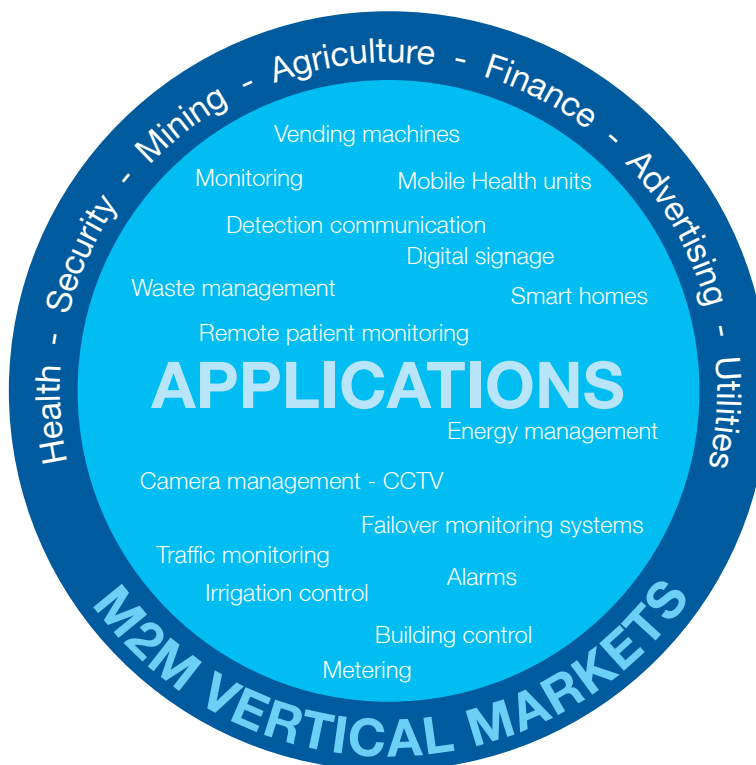 Health - Security - Mining - Agriculture - Finance - Advertising - Utilities
Vending machines
Monitoring
Mobile Health units
Detection communication
Digital signage
Waste management
Smart homes
Remote patient monitoring
APPLICATIONS
Energy management
Camera management - CCTV
Failover monitoring systems
Traffic monitoring
Alarms
Irrigation control
Building control
Metering
M2M VERTICAL MARKETS